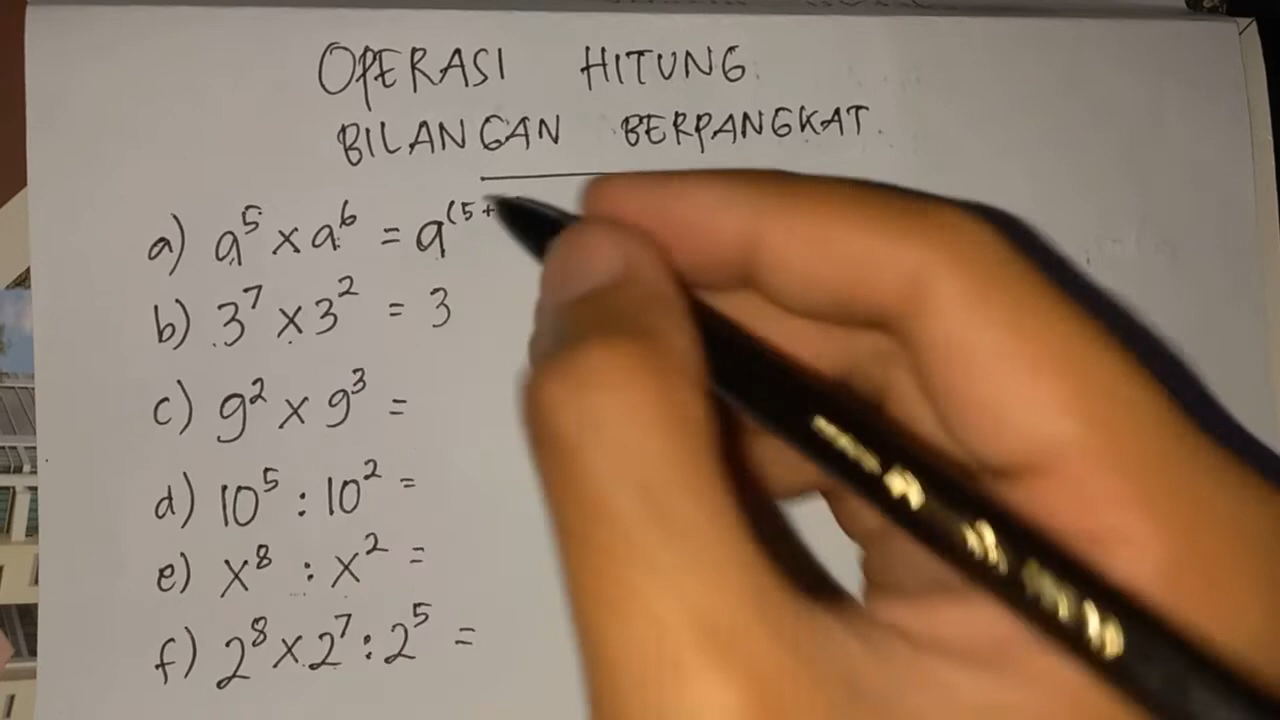 OPERASI HITUNG
BILANGAN BERPANGKAT
a) a⁵ × a⁶ = a⁽⁵⁺
b) 3⁷ × 3² = 3
c) 9² × 9³ =
d) 10⁵ : 10² =
e) x⁸ : x² =
f) 2⁸ × 2⁷ : 2⁵ =